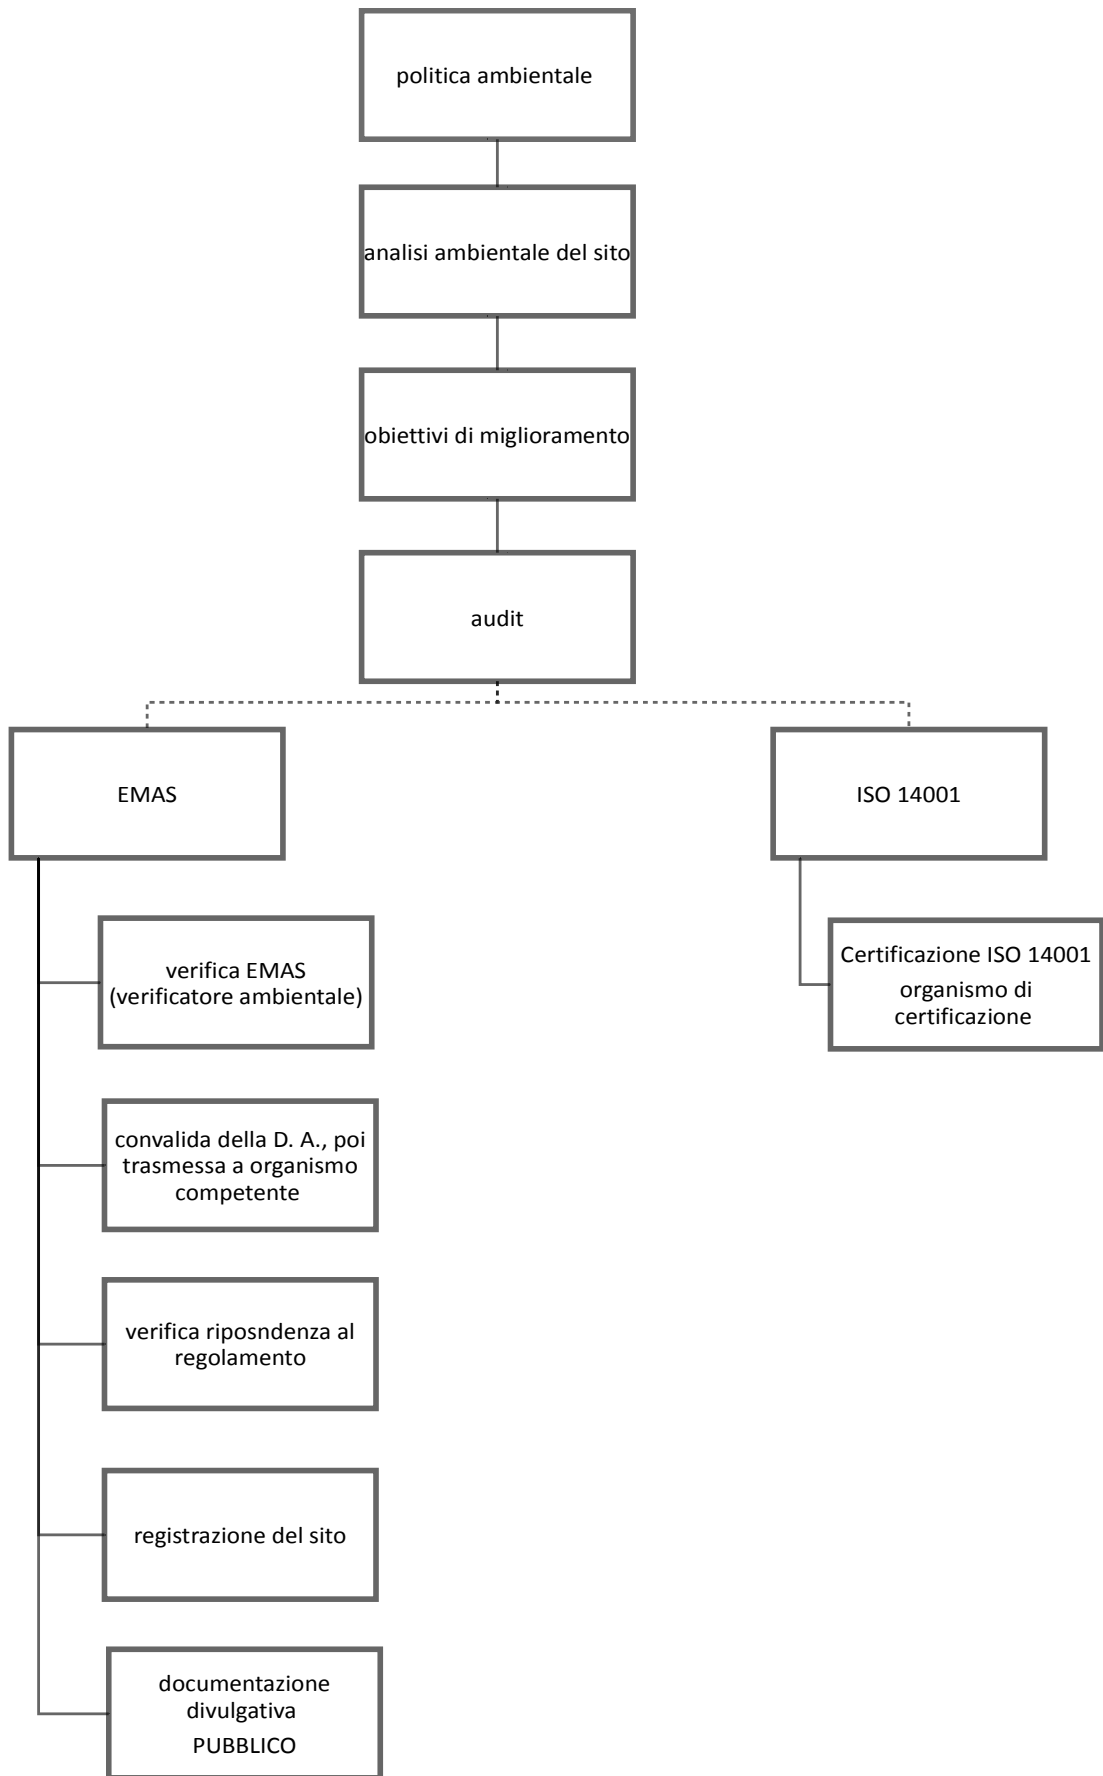 politica ambientale
analisi ambientale del sito
obiettivi di miglioramento
audit
EMAS
ISO 14001
verifica EMAS
(verificatore ambientale)
Certificazione ISO 14001
organismo di
certificazione
convalida della D. A., poi
trasmessa a organismo
competente
verifica riposndenza al
regolamento
registrazione del sito
documentazione
divulgativa
PUBBLICO